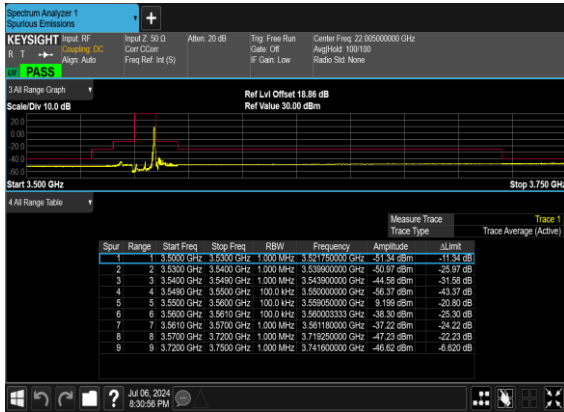 Spectrum Analyzer 1
Spurious Emissions
+
KEYSIGHT Input: RF Input Z: 50 Ω Atten: 20 dB Trig: Free Run Center Freq: 22.005000000 GHz
R T Coupling: DC Corr CCorr Gate: Off Avg|Hold: 100/100
Align: Auto Freq Ref: Int (S) IF Gain: Low Radio Std: None
LXI PASS
3 All Range Graph
Ref Lvl Offset 18.86 dB
Scale/Div 10.0 dB Ref Value 30.00 dBm
20.0
0.00
-20.0
-40.0
-60.0
Start 3.500 GHz Stop 3.750 GHz
4 All Range Table
Measure Trace Trace 1
Trace Type Trace Average (Active)
Spur Range Start Freq Stop Freq RBW Frequency Amplitude ΔLimit
1 1 3.5000 GHz 3.5300 GHz 1.000 MHz 3.521750000 GHz -51.34 dBm -11.34 dB
2 2 3.5300 GHz 3.5400 GHz 1.000 MHz 3.539900000 GHz -50.97 dBm -25.97 dB
3 3 3.5400 GHz 3.5490 GHz 1.000 MHz 3.543900000 GHz -44.58 dBm -31.58 dB
4 4 3.5490 GHz 3.5500 GHz 100.0 kHz 3.550000000 GHz -56.37 dBm -43.37 dB
5 5 3.5500 GHz 3.5600 GHz 100.0 kHz 3.559050000 GHz 9.199 dBm -20.80 dB
6 6 3.5600 GHz 3.5610 GHz 100.0 kHz 3.560003333 GHz -38.30 dBm -25.30 dB
7 7 3.5610 GHz 3.5700 GHz 1.000 MHz 3.561180000 GHz -37.22 dBm -24.22 dB
8 8 3.5700 GHz 3.7200 GHz 1.000 MHz 3.719250000 GHz -47.23 dBm -22.23 dB
9 9 3.7200 GHz 3.7500 GHz 1.000 MHz 3.741600000 GHz -46.62 dBm -6.620 dB
? Jul 06, 2024
8:30:56 PM